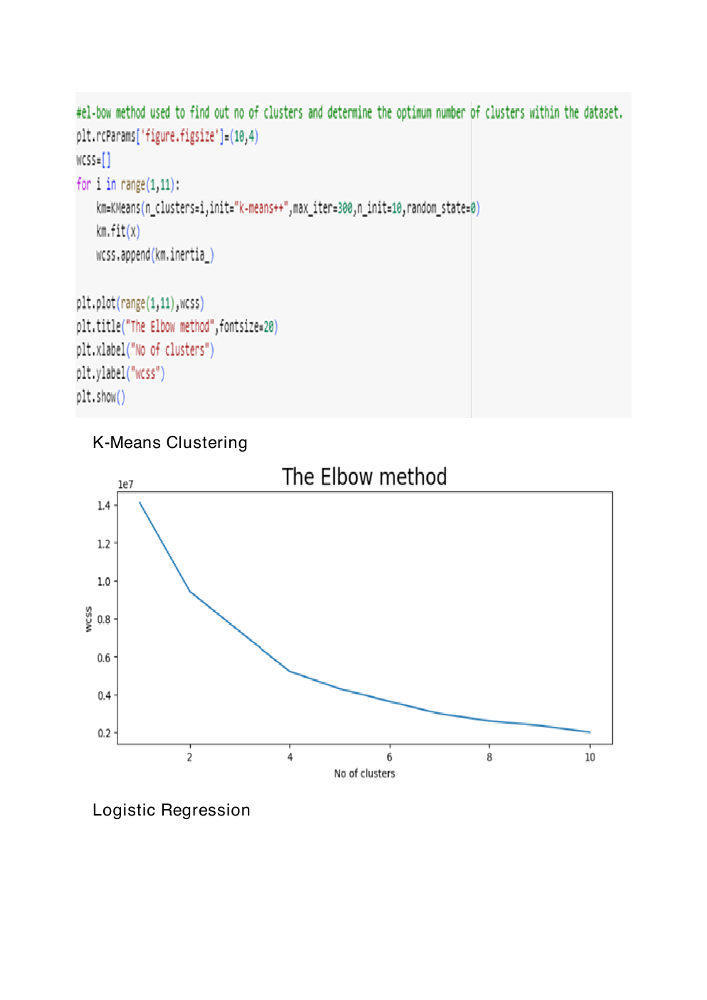 #el-bow method used to find out no of clusters and determine the optimum number of clusters within the dataset.
plt.rcParams['figure.figsize']=(10,4)
wcss=[]
for i in range(1,11):
    km=KMeans(n_clusters=i,init="k-means++",max_iter=300,n_init=10,random_state=0)
    km.fit(x)
    wcss.append(km.inertia_)
plt.plot(range(1,11),wcss)
plt.title("The Elbow method",fontsize=20)
plt.xlabel("No of clusters")
plt.ylabel("wcss")
plt.show()
K-Means Clustering
The Elbow method
1e7
1.4
1.2
1.0
0.8
0.6
0.4
0.2
wcss
2 4 6 8 10
No of clusters
Logistic Regression